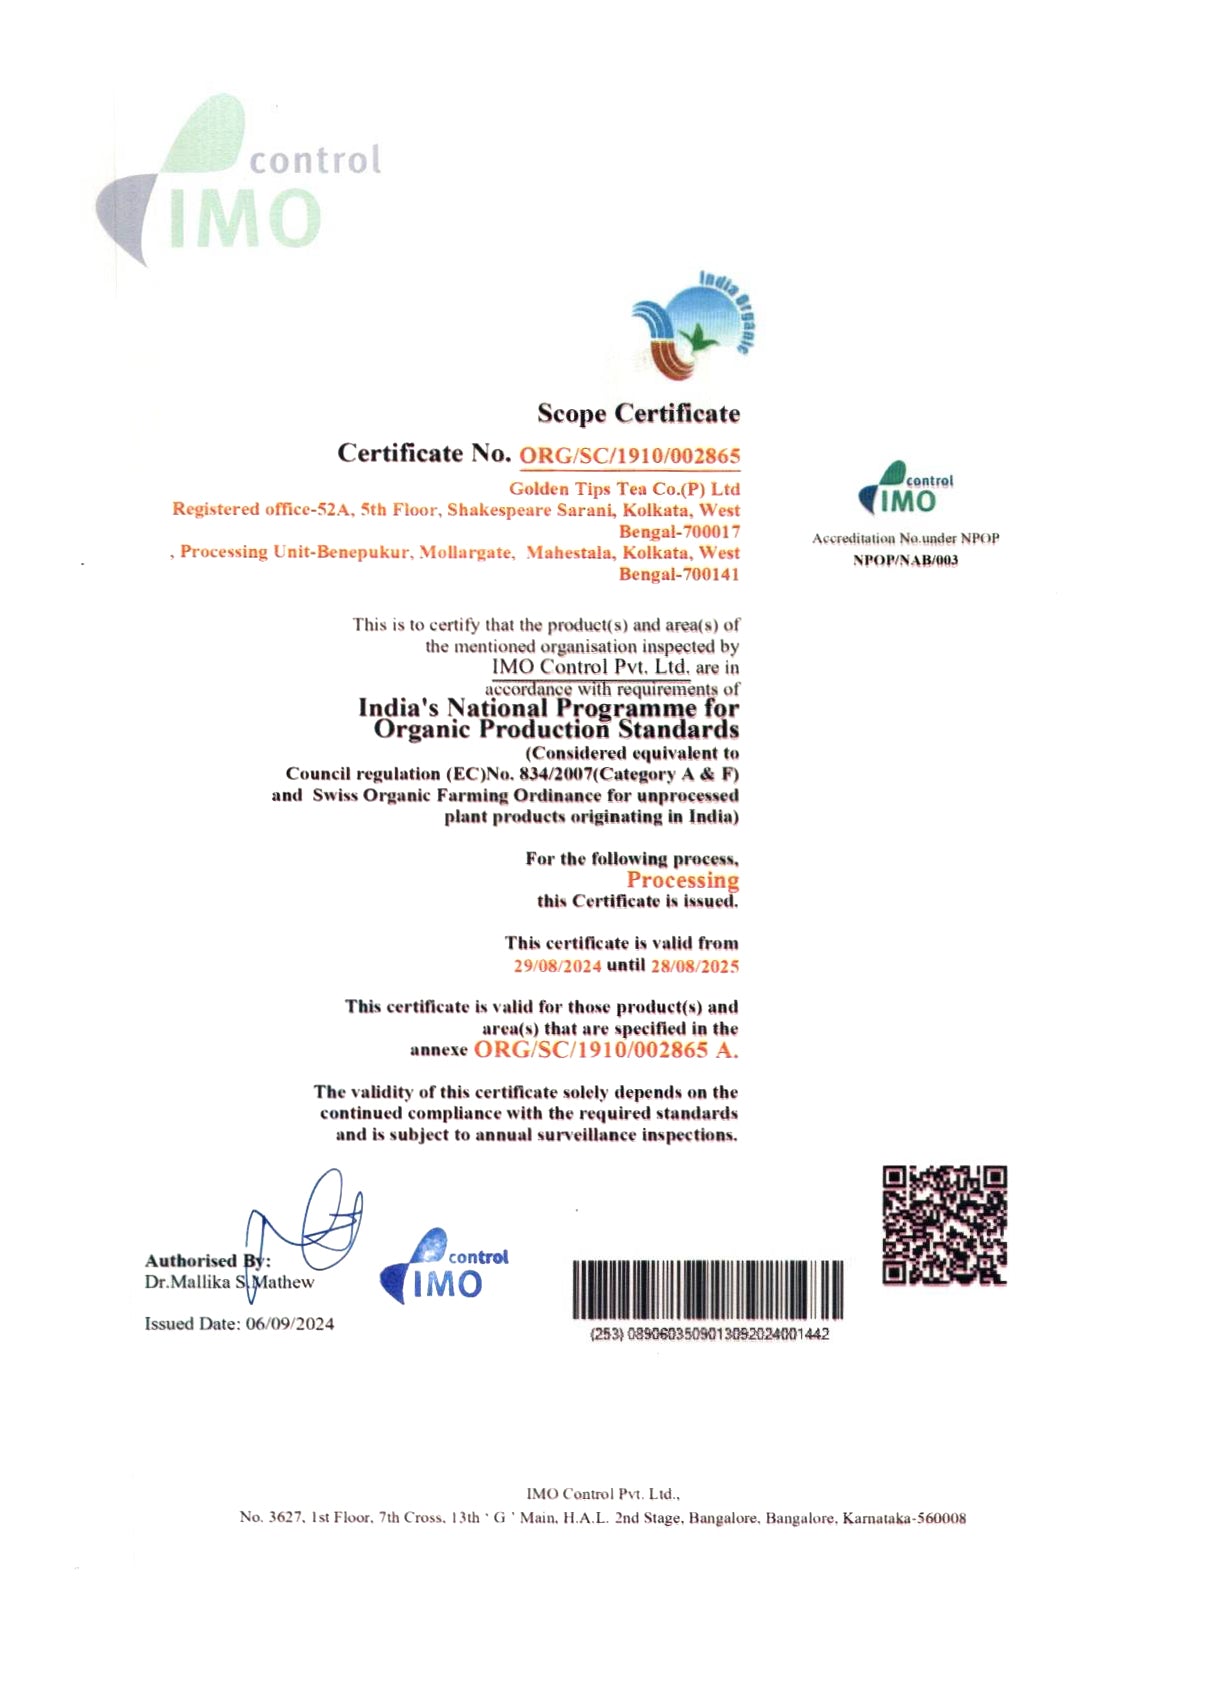 control
IMO
India Organic
Scope Certificate
Certificate No. ORG/SC/1910/002865
Golden Tips Tea Co.(P) Ltd
Registered office-52A, 5th Floor, Shakespeare Sarani, Kolkata, West
Bengal-700017
, Processing Unit-Benepukur, Mollargate, Mahestala, Kolkata, West
Bengal-700141
control
IMO
Accreditation No.under NPOP
NPOP/NAB/003
This is to certify that the product(s) and area(s) of
the mentioned organisation inspected by
IMO Control Pvt. Ltd. are in
accordance with requirements of
India's National Programme for
Organic Production Standards
(Considered equivalent to
Council regulation (EC)No. 834/2007(Category A & F)
and Swiss Organic Farming Ordinance for unprocessed
plant products originating in India)
For the following process,
Processing
this Certificate is issued.
This certificate is valid from
29/08/2024 until 28/08/2025
This certificate is valid for those product(s) and
area(s) that are specified in the
annexe ORG/SC/1910/002865 A.
The validity of this certificate solely depends on the
continued compliance with the required standards
and is subject to annual surveillance inspections.
Authorised By:
Dr.Mallika S.Mathew
Issued Date: 06/09/2024
control
IMO
(253) 0890603509013092024001442
IMO Control Pvt. Ltd.,
No. 3627, 1st Floor, 7th Cross, 13th ' G ' Main, H.A.L. 2nd Stage, Bangalore, Bangalore, Karnataka-560008